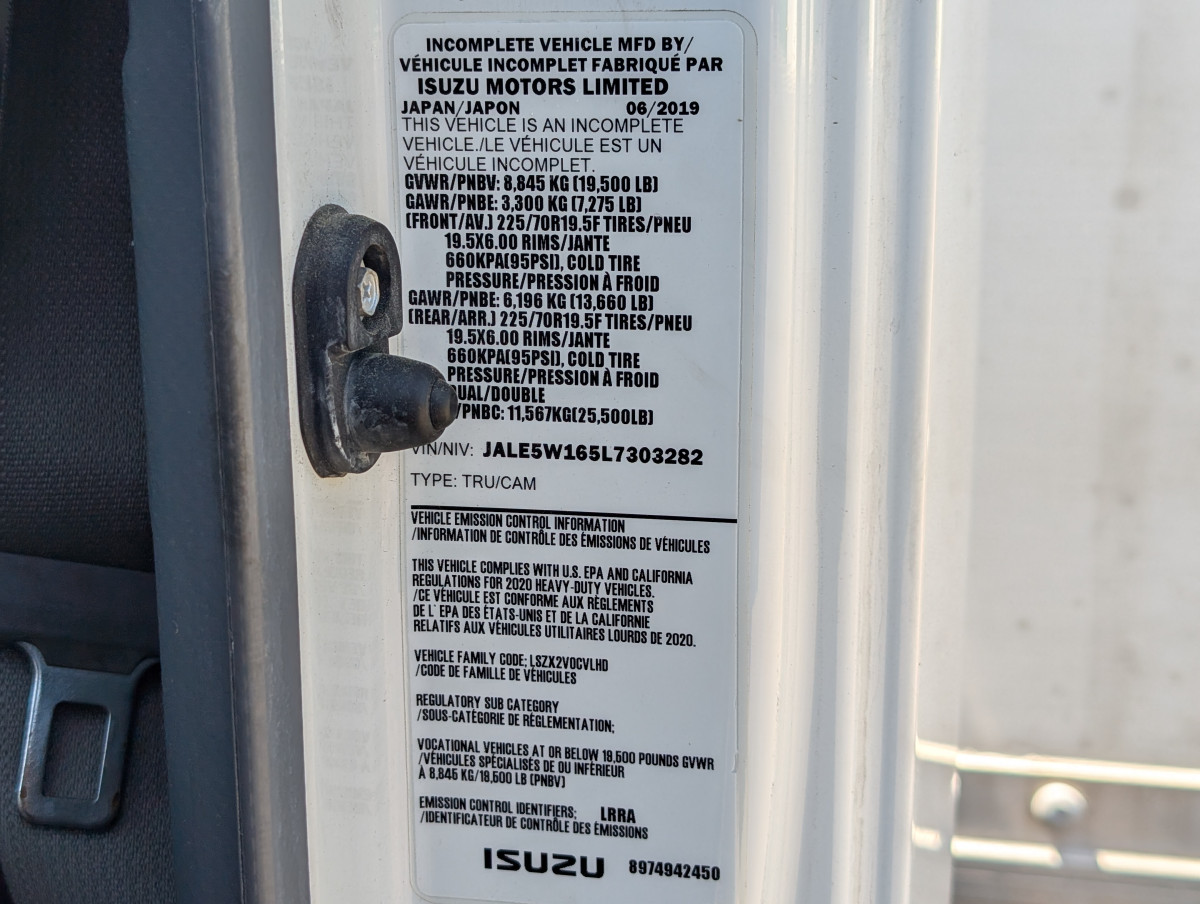 INCOMPLETE VEHICLE MFD BY/
VÉHICULE INCOMPLET FABRIQUÉ PAR
ISUZU MOTORS LIMITED
JAPAN/JAPON 06/2019
THIS VEHICLE IS AN INCOMPLETE
VEHICLE./LE VÉHICULE EST UN
VÉHICULE INCOMPLET.
GVWR/PNBV: 8,845 KG (19,500 LB)
GAWR/PNBE: 3,300 KG (7,275 LB)
(FRONT/AV.) 225/70R19.5F TIRES/PNEU
19.5X6.00 RIMS/JANTE
660KPA(95PSI), COLD TIRE
PRESSURE/PRESSION À FROID
GAWR/PNBE: 6,196 KG (13,660 LB)
(REAR/ARR.) 225/70R19.5F TIRES/PNEU
19.5X6.00 RIMS/JANTE
660KPA(95PSI), COLD TIRE
PRESSURE/PRESSION À FROID
UAL/DOUBLE
/PNBC: 11,567KG(25,500LB)
VIN/NIV: JALE5W165L7303282
TYPE: TRU/CAM
VEHICLE EMISSION CONTROL INFORMATION
/INFORMATION DE CONTRÔLE DES ÉMISSIONS DE VÉHICULES
THIS VEHICLE COMPLIES WITH U.S. EPA AND CALIFORNIA
REGULATIONS FOR 2020 HEAVY-DUTY VEHICLES.
/CE VÉHICULE EST CONFORME AUX RÈGLEMENTS
DE L' EPA DES ÉTATS-UNIS ET DE LA CALIFORNIE
RELATIFS AUX VÉHICULES UTILITAIRES LOURDS DE 2020.
VEHICLE FAMILY CODE: LSZX2VOCVLHD
/CODE DE FAMILLE DE VÉHICULES
REGULATORY SUB CATEGORY
/SOUS-CATÉGORIE DE RÈGLEMENTATION;
VOCATIONAL VEHICLES AT OR BELOW 19,500 POUNDS GVWR
/VÉHICULES SPÉCIALISÉS DE OU INFÉRIEUR
À 8,845 KG/19,500 LB (PNBV)
EMISSION CONTROL IDENTIFIERS: LRRA
/IDENTIFICATEUR DE CONTRÔLE DES ÉMISSIONS
ISUZU 8974942450